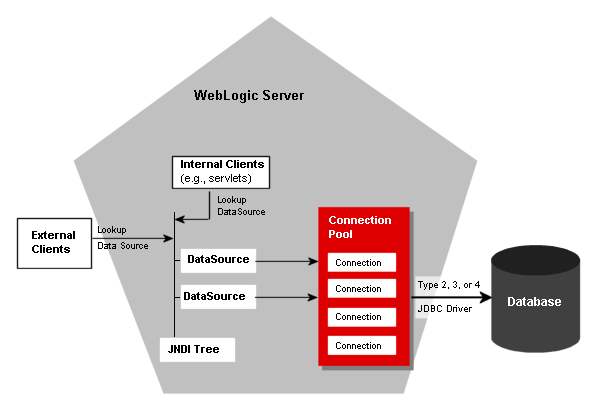 WebLogic Server
Internal Clients
(e.g., servlets)
Lookup
DataSource
External
Clients
Lookup
Data Source
DataSource
DataSource
JNDI Tree
Connection
Pool
Connection
Connection
Connection
Connection
Type 2, 3, or 4
JDBC Driver
Database